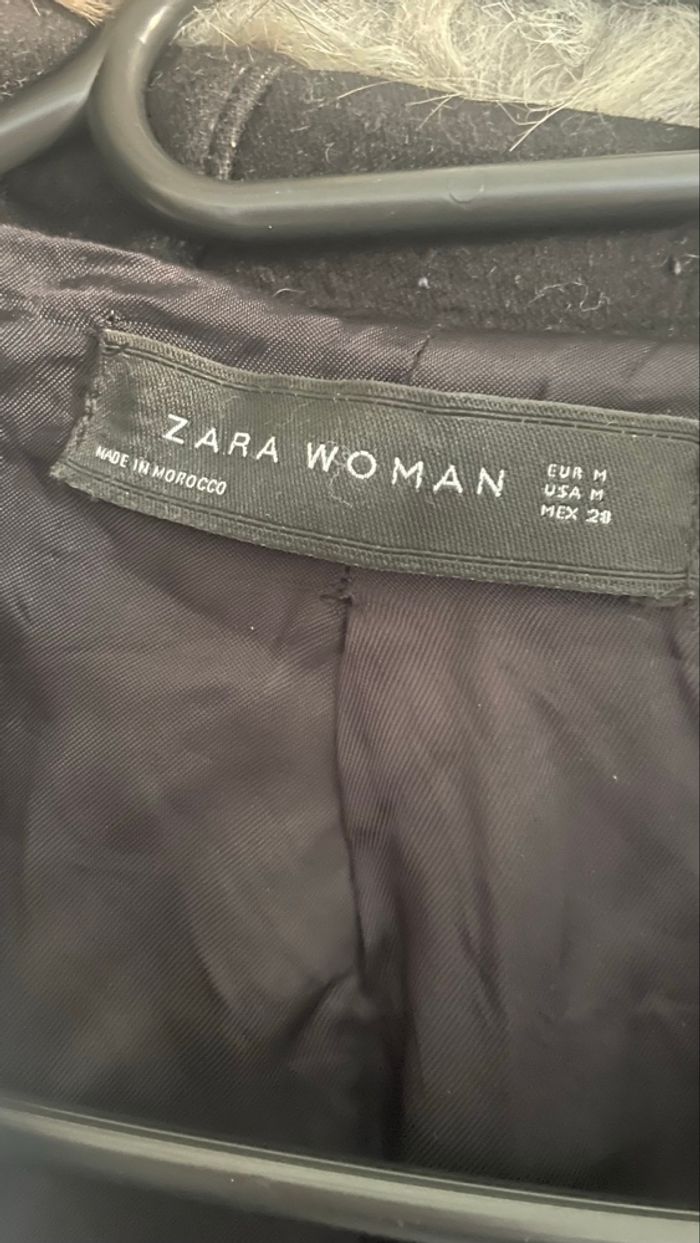 ZARA WOMAN
MADE IN MOROCCO
EUR M
USA M
MEX 28